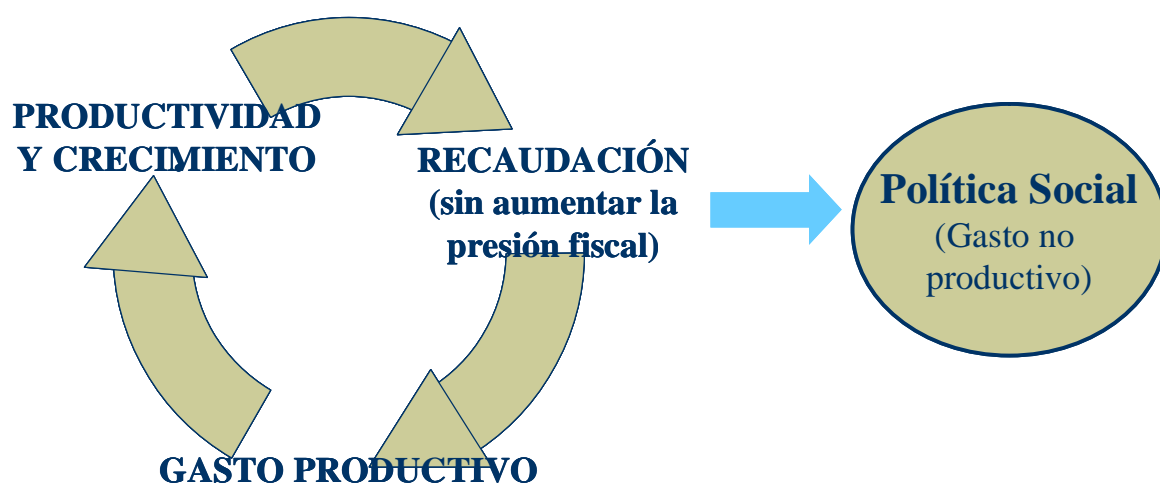 PRODUCTIVIDAD
Y CRECIMIENTO
RECAUDACIÓN
(sin aumentar la
presión fiscal)
GASTO PRODUCTIVO
Política Social
(Gasto no
productivo)